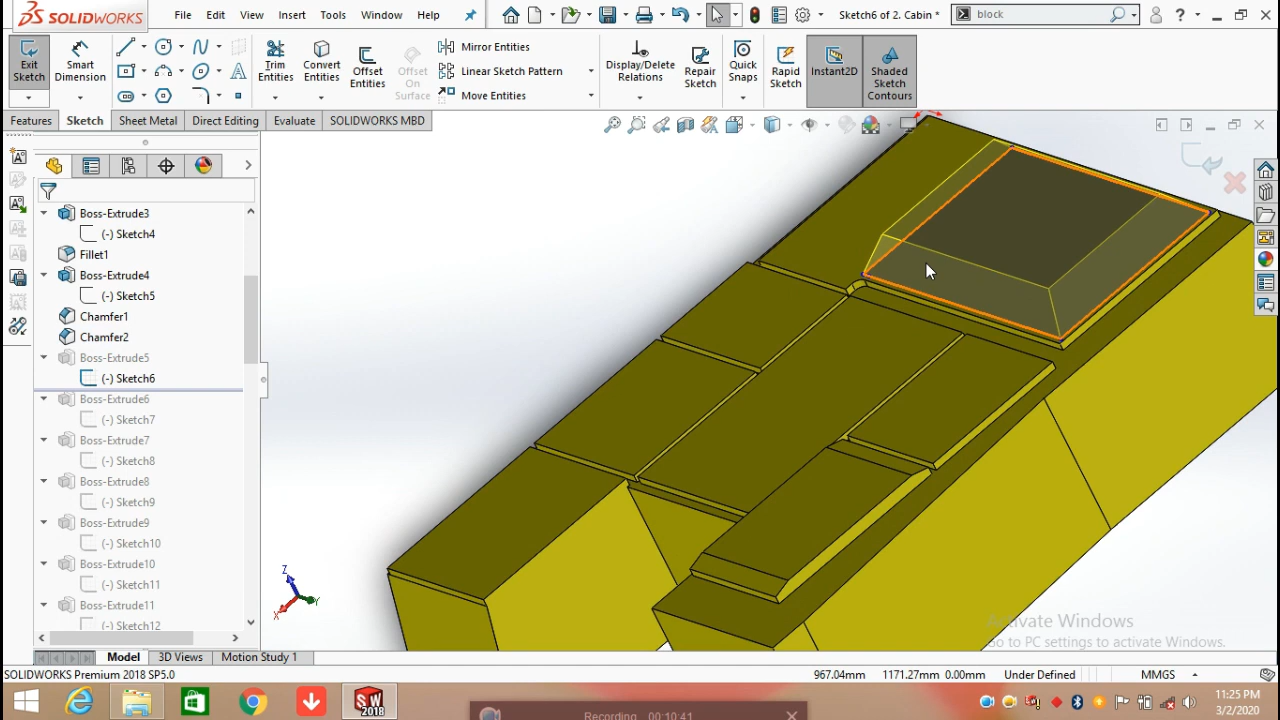 SOLIDWORKS
File Edit View Insert Tools Window Help
Sketch6 of 2. Cabin *
block
Exit Sketch
Smart Dimension
Trim Entities
Convert Entities
Offset Entities
Offset On Surface
Mirror Entities
Linear Sketch Pattern
Move Entities
Display/Delete Relations
Repair Sketch
Quick Snaps
Rapid Sketch
Instant2D
Shaded Sketch Contours
Features Sketch Sheet Metal Direct Editing Evaluate SOLIDWORKS MBD
Boss-Extrude3
(-) Sketch4
Fillet1
Boss-Extrude4
(-) Sketch5
Chamfer1
Chamfer2
Boss-Extrude5
(-) Sketch6
Boss-Extrude6
(-) Sketch7
Boss-Extrude7
(-) Sketch8
Boss-Extrude8
(-) Sketch9
Boss-Extrude9
(-) Sketch10
Boss-Extrude10
(-) Sketch11
Boss-Extrude11
(-) Sketch12
Z
X
Y
Activate Windows
Go to PC settings to activate Windows.
Model 3D Views Motion Study 1
SOLIDWORKS Premium 2018 SP5.0
967.04mm 1171.27mm 0.00mm Under Defined MMGS
SW 2018
Recording 00:10:41
11:25 PM
3/2/2020